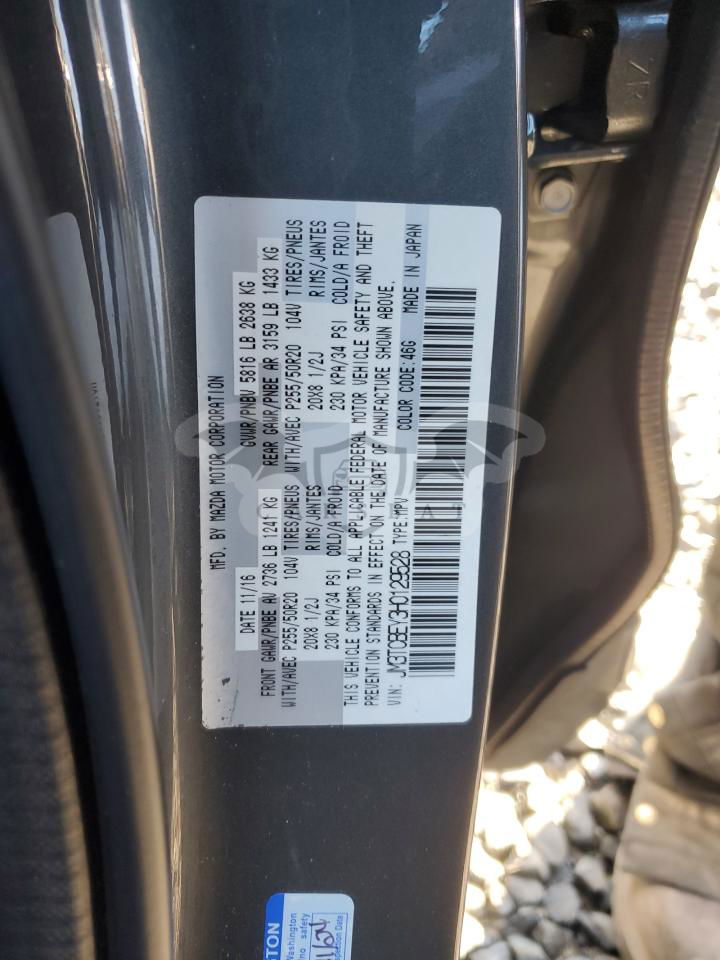 MFD. BY MAZDA MOTOR CORPORATION
DATE 11/16 GVWR/PNBV 5816 LB 2638 KG
FRONT GAWR/PNBE AV 2736 LB 1241 KG REAR GAWR/PNBE AR 3159 LB 1433 KG
WITH/AVEC P255/50R20 104V TIRES/PNEUS WITH/AVEC P255/50R20 104V TIRES/PNEUS
20X8 1/2J RIMS/JANTES 20X8 1/2J RIMS/JANTES
230 KPA/34 PSI COLD/A FROID 230 KPA/34 PSI COLD/A FROID
THIS VEHICLE CONFORMS TO ALL APPLICABLE FEDERAL MOTOR VEHICLE SAFETY AND THEFT
PREVENTION STANDARDS IN EFFECT ON THE DATE OF MANUFACTURE SHOWN ABOVE.
VIN: JM3TCBEY3H0129528 TYPE:MPV COLOR CODE:46G MADE IN JAPAN
7R
Washington
no safety